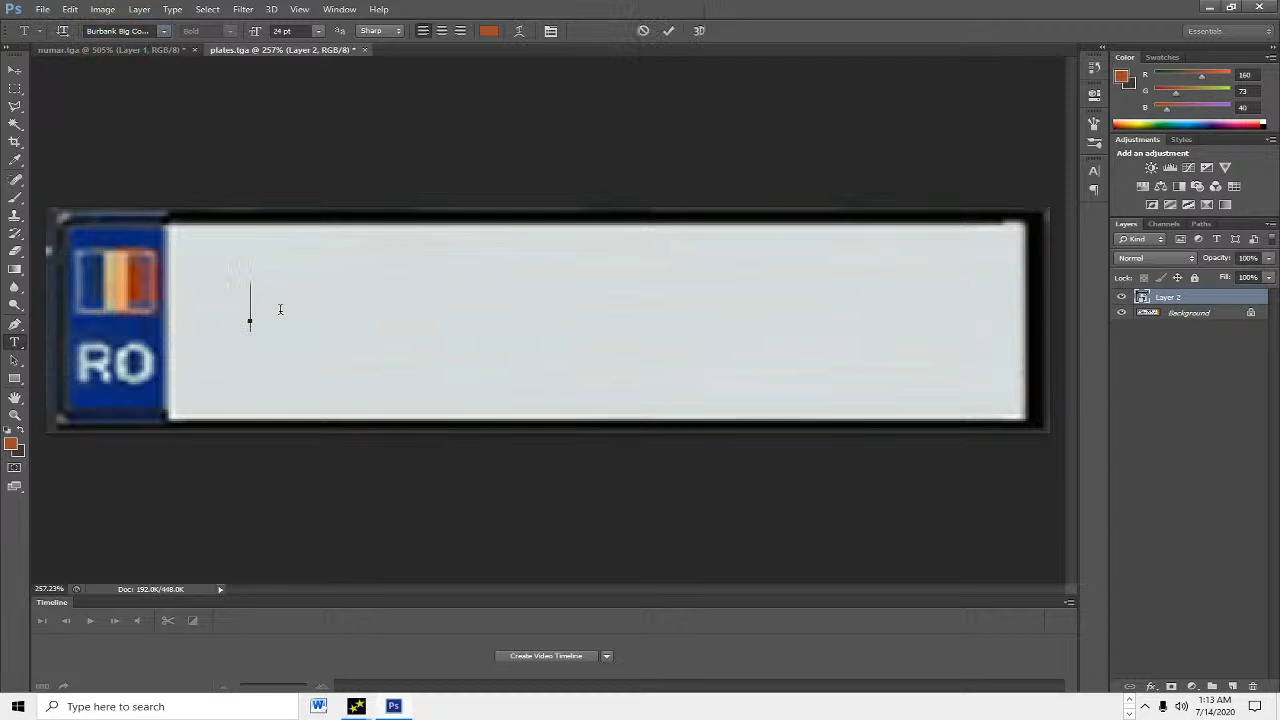 Ps File Edit Image Layer Type Select Filter 3D View Window Help
T Burbank Big Co... Bold 24 pt Sharp 3D Essentials
numar.tga @ 505% (Layer 1, RGB/8) * × plates.tga @ 257% (Layer 2, RGB/8) * ×
Color Swatches
R 160
G 73
B 40
Adjustments Styles
Add an adjustment
Layers Channels Paths
Kind
Normal Opacity: 100%
Lock: Fill: 100%
Layer 2
Background
RO
257.23% Doc: 192.0K/448.0K
Timeline
Create Video Timeline
Type here to search
1:13 AM
7/14/2020